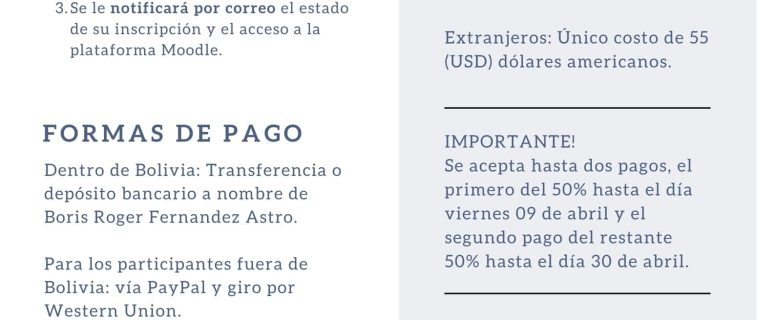 3. Se le notificará por correo el estado
de su inscripción y el acceso a la
plataforma Moodle.
FORMAS DE PAGO
Dentro de Bolivia: Transferencia o
depósito bancario a nombre de
Boris Roger Fernandez Astro.
Para los participantes fuera de
Bolivia: vía PayPal y giro por
Western Union.
Extranjeros: Único costo de 55
(USD) dólares americanos.
IMPORTANTE!
Se acepta hasta dos pagos, el
primero del 50% hasta el día
viernes 09 de abril y el
segundo pago del restante
50% hasta el día 30 de abril.